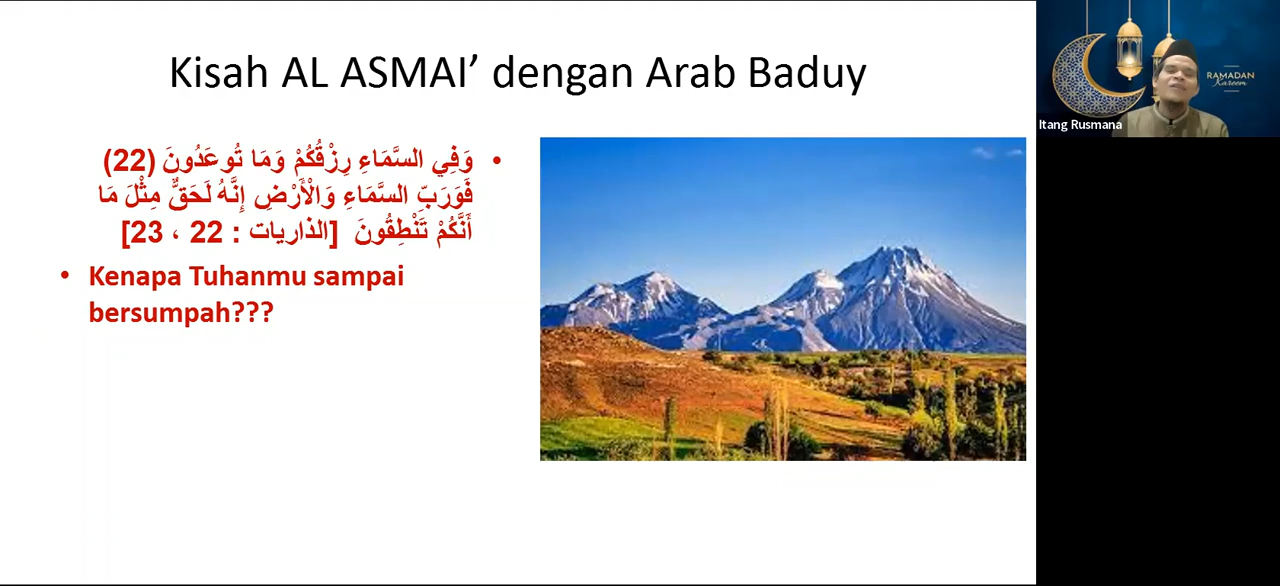 Kisah AL ASMAI’ dengan Arab Baduy
• وَفِي السَّمَاءِ رِزْقُكُمْ وَمَا تُوعَدُونَ (22)
فَوَرَبِّ السَّمَاءِ وَالْأَرْضِ إِنَّهُ لَحَقٌّ مِثْلَ مَا
أَنَّكُمْ تَنْطِقُونَ [الذاريات : 22 ، 23]
• Kenapa Tuhanmu sampai
bersumpah???
RAMADAN
Kareem
Itang Rusmana